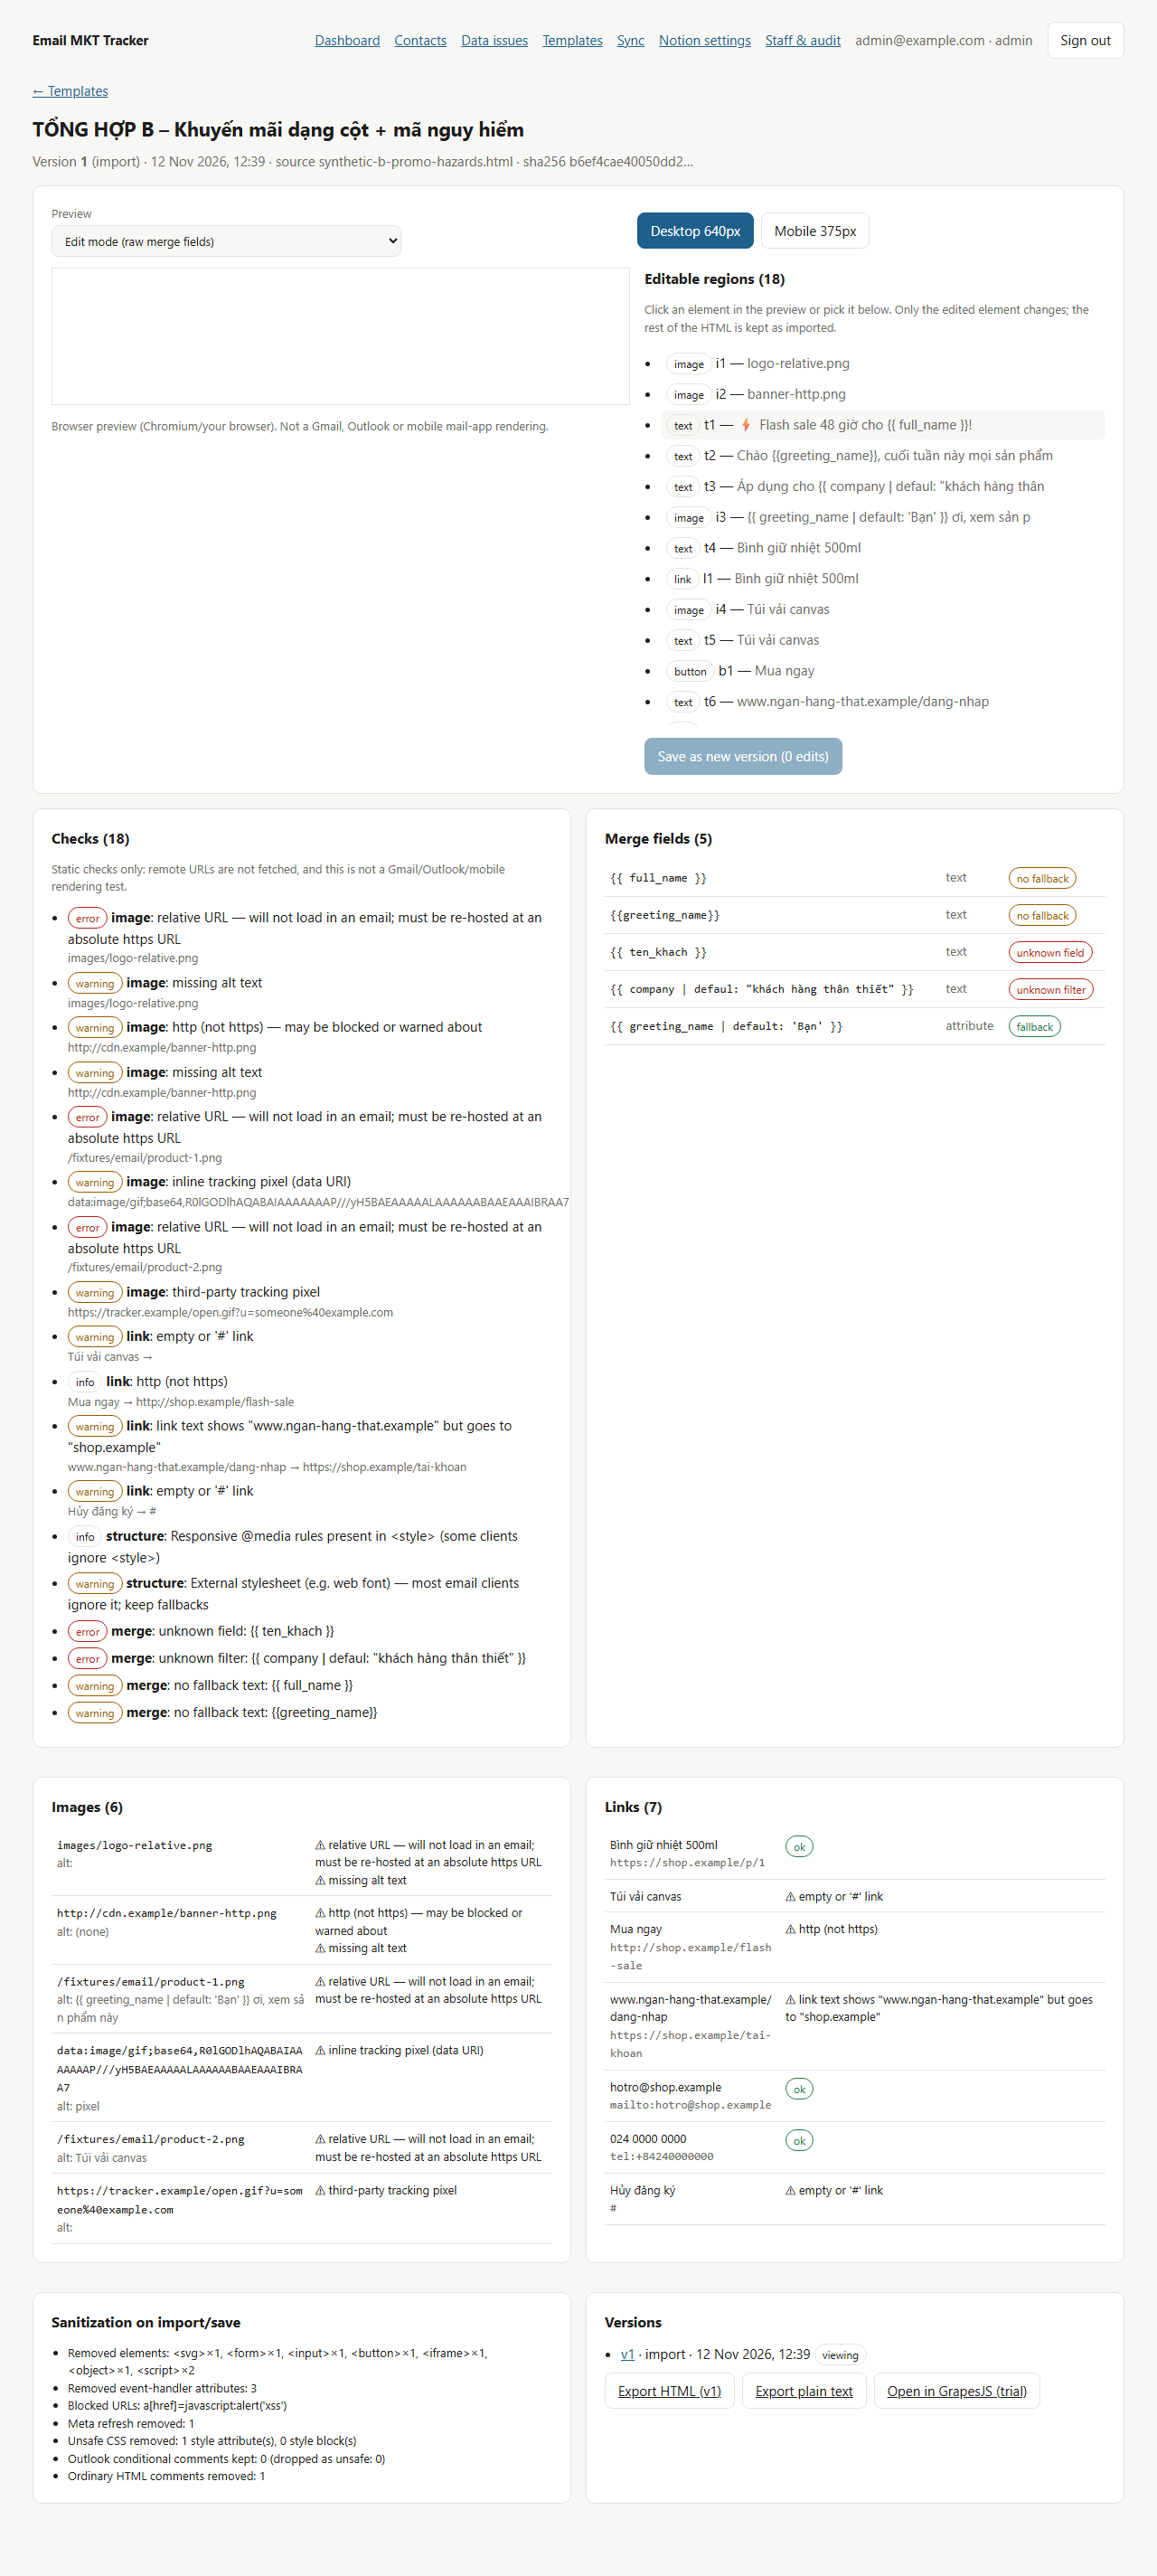 Email MKT Tracker
Dashboard Contacts Data issues Templates Sync Notion settings Staff & audit admin@example.com · admin Sign out
← Templates
TỔNG HỢP B – Khuyến mãi dạng cột + mã nguy hiểm
Version 1 (import) · 12 Nov 2026, 12:39 · source synthetic-b-promo-hazards.html · sha256 b6ef4cae40050dd2…
Preview
Edit mode (raw merge fields)
Desktop 640px Mobile 375px
Browser preview (Chromium/your browser). Not a Gmail, Outlook or mobile mail-app rendering.
Editable regions (18)
Click an element in the preview or pick it below. Only the edited element changes; the
rest of the HTML is kept as imported.
image i1 — logo-relative.png
image i2 — banner-http.png
text t1 — ⚡ Flash sale 48 giờ cho {{ full_name }}!
text t2 — Chào {{greeting_name}}, cuối tuần này mọi sản phẩm
text t3 — Áp dụng cho {{ company | defaul: "khách hàng thân
image i3 — {{ greeting_name | default: 'Bạn' }} ơi, xem sản p
text t4 — Bình giữ nhiệt 500ml
link l1 — Bình giữ nhiệt 500ml
image i4 — Túi vải canvas
text t5 — Túi vải canvas
button b1 — Mua ngay
text t6 — www.ngan-hang-that.example/dang-nhap
Save as new version (0 edits)
Checks (18)
Static checks only: remote URLs are not fetched, and this is not a Gmail/Outlook/mobile
rendering test.
error image: relative URL — will not load in an email; must be re-hosted at an
absolute https URL
images/logo-relative.png
warning image: missing alt text
images/logo-relative.png
warning image: http (not https) — may be blocked or warned about
http://cdn.example/banner-http.png
warning image: missing alt text
http://cdn.example/banner-http.png
error image: relative URL — will not load in an email; must be re-hosted at an
absolute https URL
/fixtures/email/product-1.png
warning image: inline tracking pixel (data URI)
data:image/gif;base64,R0lGODlhAQABAIAAAAAAAP///yH5BAEAAAAALAAAAAABAAEAAAIBRAA7
error image: relative URL — will not load in an email; must be re-hosted at an
absolute https URL
/fixtures/email/product-2.png
warning image: third-party tracking pixel
https://tracker.example/open.gif?u=someone%40example.com
warning link: empty or '#' link
Túi vải canvas →
info link: http (not https)
Mua ngay → http://shop.example/flash-sale
warning link: link text shows "www.ngan-hang-that.example" but goes to
"shop.example"
www.ngan-hang-that.example/dang-nhap → https://shop.example/tai-khoan
warning link: empty or '#' link
Hủy đăng ký → #
info structure: Responsive @media rules present in <style> (some clients
ignore <style>)
warning structure: External stylesheet (e.g. web font) — most email clients
ignore it; keep fallbacks
error merge: unknown field: {{ ten_khach }}
error merge: unknown filter: {{ company | defaul: "khách hàng thân thiết" }}
warning merge: no fallback text: {{ full_name }}
warning merge: no fallback text: {{greeting_name}}
Merge fields (5)
{{ full_name }} text no fallback
{{greeting_name}} text no fallback
{{ ten_khach }} text unknown field
{{ company | defaul: "khách hàng thân thiết" }} text unknown filter
{{ greeting_name | default: 'Bạn' }} attribute fallback
Images (6)
images/logo-relative.png ⚠ relative URL — will not load in an email;
alt: must be re-hosted at an absolute https URL
⚠ missing alt text
http://cdn.example/banner-http.png ⚠ http (not https) — may be blocked or
alt: (none) warned about
⚠ missing alt text
/fixtures/email/product-1.png ⚠ relative URL — will not load in an email;
alt: {{ greeting_name | default: 'Bạn' }} ơi, xem sả must be re-hosted at an absolute https URL
n phẩm này
data:image/gif;base64,R0lGODlhAQABAIAA ⚠ inline tracking pixel (data URI)
AAAAAAP///yH5BAEAAAAALAAAAAABAAEAAAIBRA
A7
alt: pixel
/fixtures/email/product-2.png ⚠ relative URL — will not load in an email;
alt: Túi vải canvas must be re-hosted at an absolute https URL
https://tracker.example/open.gif?u=som ⚠ third-party tracking pixel
eone%40example.com
alt:
Links (7)
Bình giữ nhiệt 500ml ok
https://shop.example/p/1
Túi vải canvas ⚠ empty or '#' link
Mua ngay ⚠ http (not https)
http://shop.example/flash
-sale
www.ngan-hang-that.example/ ⚠ link text shows "www.ngan-hang-that.example" but goes
dang-nhap to "shop.example"
https://shop.example/tai-
khoan
hotro@shop.example ok
mailto:hotro@shop.example
024 0000 0000 ok
tel:+84240000000
Hủy đăng ký ⚠ empty or '#' link
#
Sanitization on import/save
Removed elements: <svg>×1, <form>×1, <input>×1, <button>×1, <iframe>×1,
<object>×1, <script>×2
Removed event-handler attributes: 3
Blocked URLs: a[href]=javascript:alert('xss')
Meta refresh removed: 1
Unsafe CSS removed: 1 style attribute(s), 0 style block(s)
Outlook conditional comments kept: 0 (dropped as unsafe: 0)
Ordinary HTML comments removed: 1
Versions
v1 · import · 12 Nov 2026, 12:39 viewing
Export HTML (v1) Export plain text Open in GrapesJS (trial)